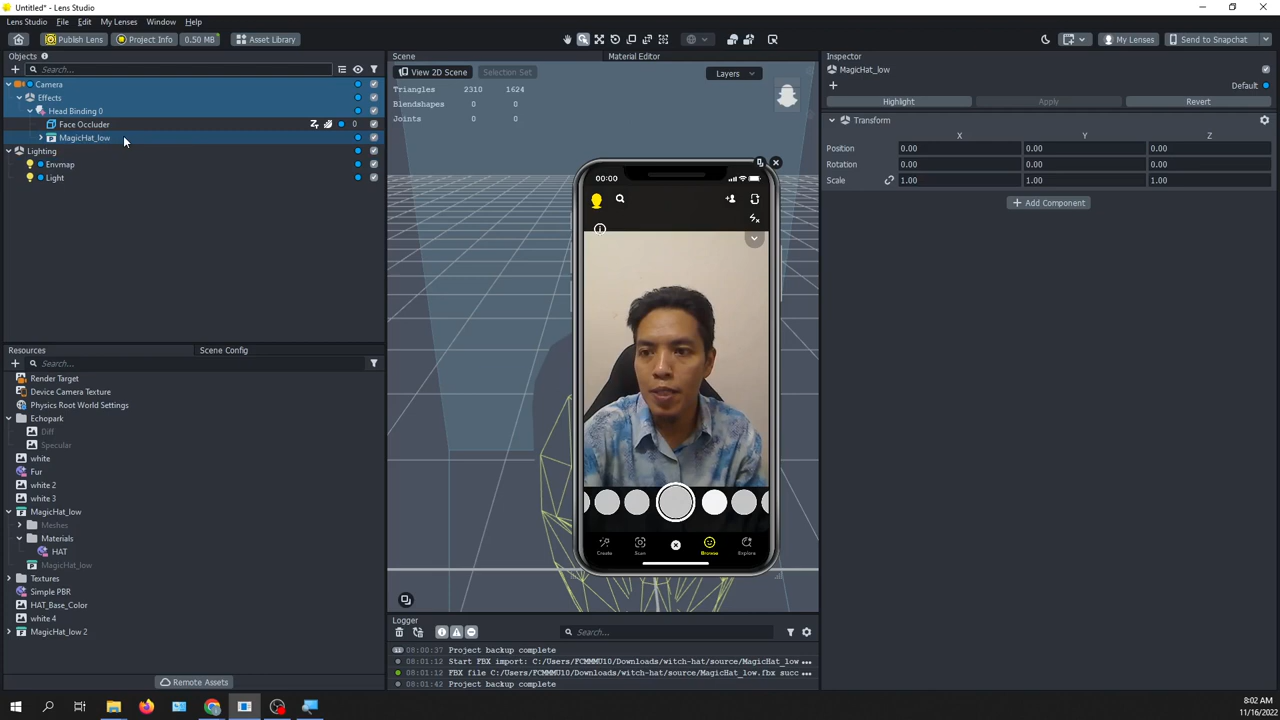 Untitled* - Lens Studio
Lens Studio File Edit My Lenses Window Help
Publish Lens Project Info 0.50 MB Asset Library My Lenses Send to Snapchat
Objects
Search...
Camera
Effects
Head Binding 0
Face Occluder 0
MagicHat_low
Lighting
Envmap
Light
Resources Scene Config
Search...
Render Target
Device Camera Texture
Physics Root World Settings
Echopark
Diff
Specular
white
Fur
white 2
white 3
MagicHat_low
Meshes
Materials
HAT
MagicHat_low
Textures
Simple PBR
HAT_Base_Color
white 4
MagicHat_low 2
Remote Assets
Scene Material Editor
View 2D Scene Selection Set Layers
Triangles 2310 1624
Blendshapes 0 0
Joints 0 0
00:00
Create Scan Browse Explore
Logger
Search...
08:00:37 Project backup complete
08:01:12 Start FBX import: C:/Users/FCMMMU10/Downloads/witch-hat/source/MagicHat_low
08:01:12 FBX file C:/Users/FCMMMU10/Downloads/witch-hat/source/MagicHat_low.fbx succ
08:01:42 Project backup complete
Inspector
MagicHat_low
Default
Highlight Apply Revert
Transform
X Y Z
Position 0.00 0.00 0.00
Rotation 0.00 0.00 0.00
Scale 1.00 1.00 1.00
Add Component
8:02 AM
11/16/2022